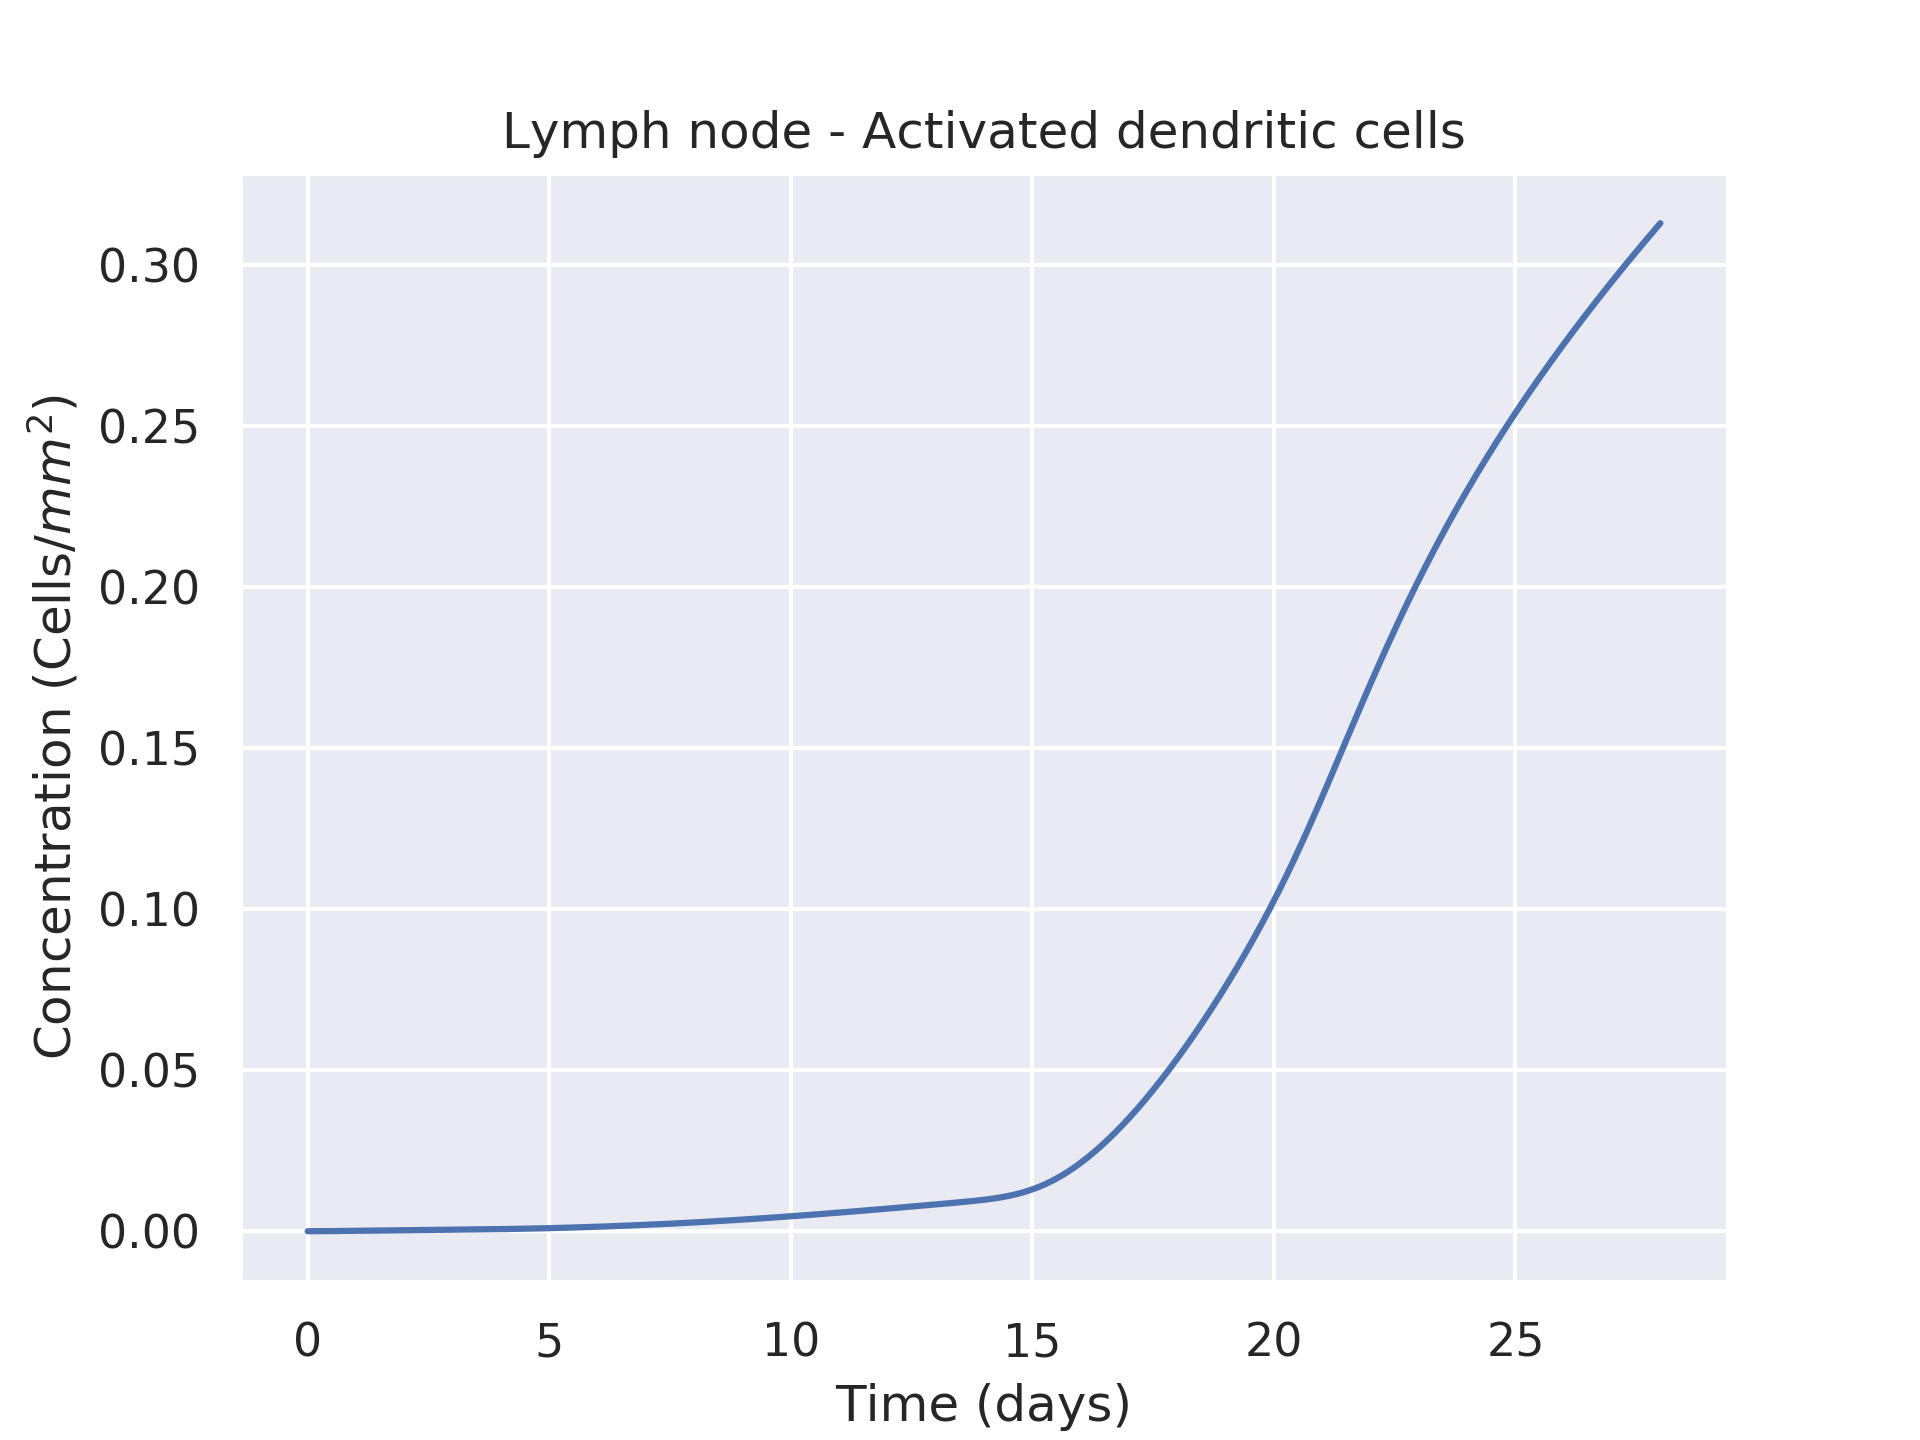 Lymph node - Activated dendritic cells
Concentration (Cells/mm²)
0.30
0.25
0.20
0.15
0.10
0.05
0.00
0 5 10 15 20 25
Time (days)